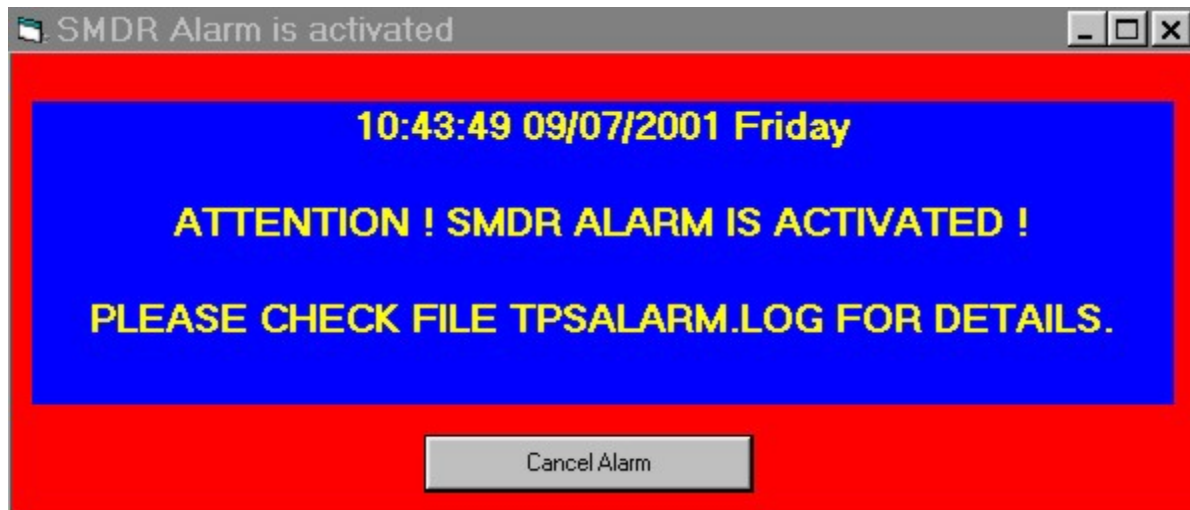 SMDR Alarm is activated
10:43:49 09/07/2001 Friday
ATTENTION ! SMDR ALARM IS ACTIVATED !
PLEASE CHECK FILE TPSALARM.LOG FOR DETAILS.
Cancel Alarm